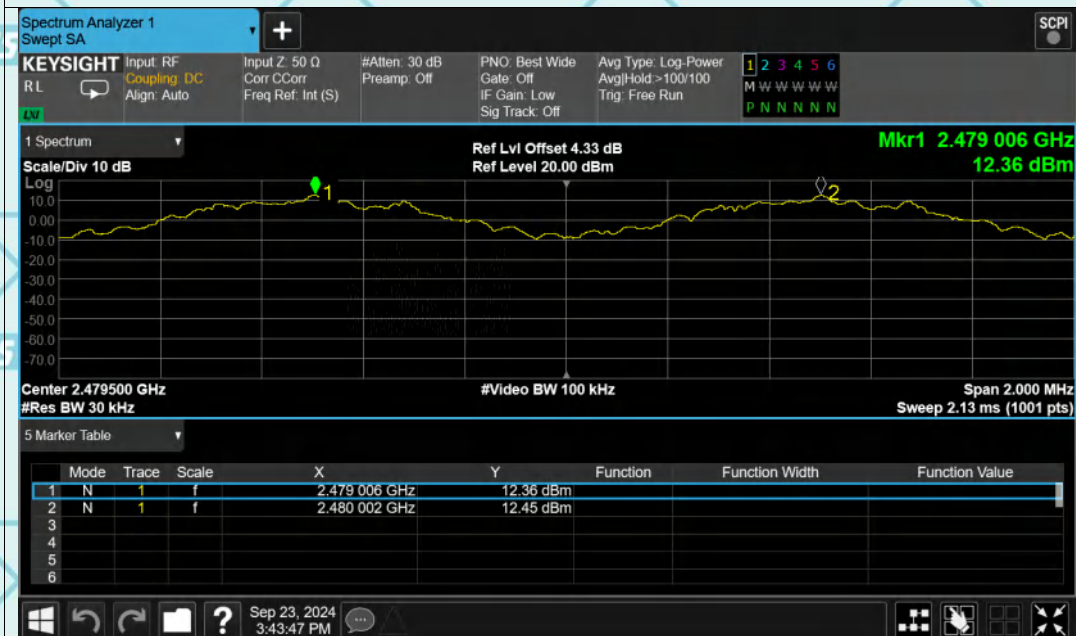 Spectrum Analyzer 1
Swept SA
+
SCPI
KEYSIGHT
R L
LXI
Input: RF
Coupling: DC
Align: Auto
Input Z: 50 Ω
Corr CCorr
Freq Ref: Int (S)
#Atten: 30 dB
Preamp: Off
PNO: Best Wide
Gate: Off
IF Gain: Low
Sig Track: Off
Avg Type: Log-Power
Avg|Hold:>100/100
Trig: Free Run
1 2 3 4 5 6
M W W W W W
P N N N N N
1 Spectrum
Scale/Div 10 dB
Ref Lvl Offset 4.33 dB
Ref Level 20.00 dBm
Mkr1 2.479 006 GHz
12.36 dBm
Log
10.0
0.00
-10.0
-20.0
-30.0
-40.0
-50.0
-60.0
-70.0
1
2
Center 2.479500 GHz
#Video BW 100 kHz
Span 2.000 MHz
#Res BW 30 kHz
Sweep 2.13 ms (1001 pts)
5 Marker Table
Mode Trace Scale X Y Function Function Width Function Value
1 N 1 f 2.479 006 GHz 12.36 dBm
2 N 1 f 2.480 002 GHz 12.45 dBm
3
4
5
6
?
Sep 23, 2024
3:43:47 PM